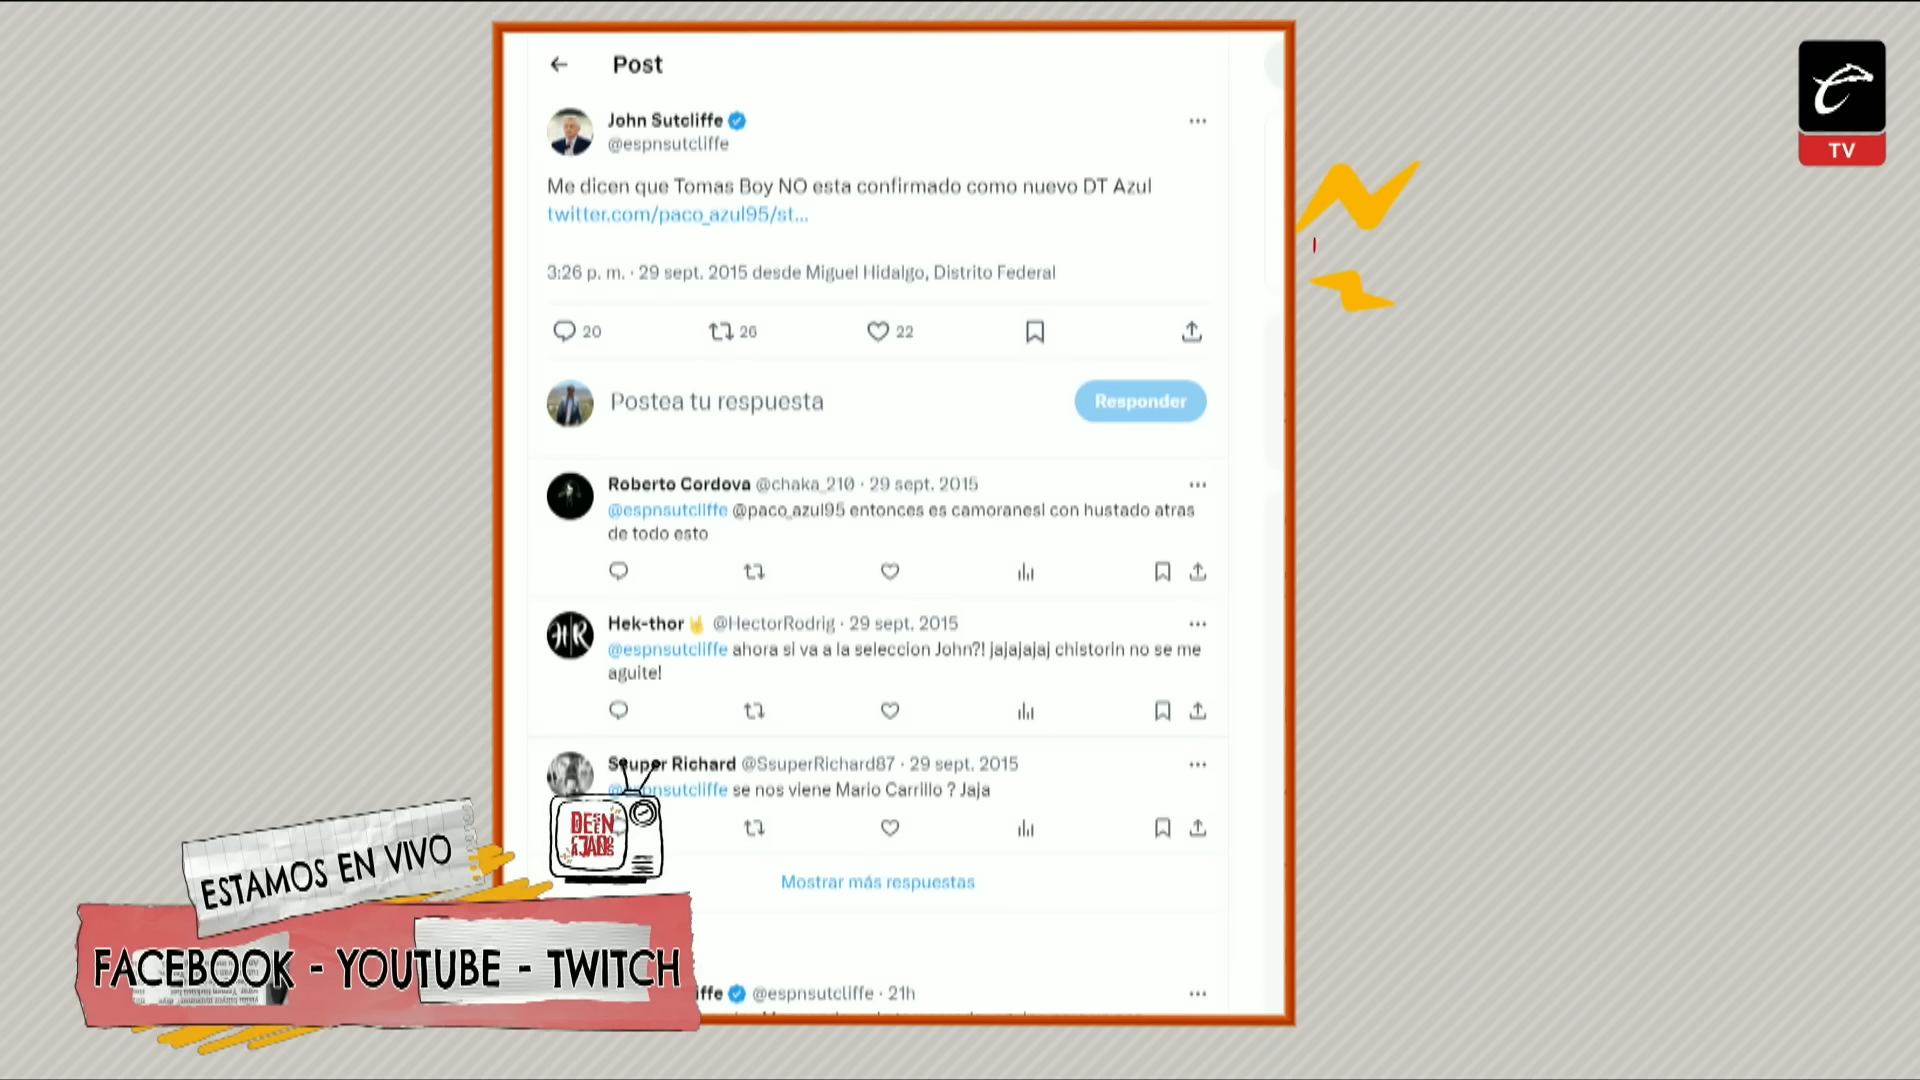 Post
John Sutcliffe
@espnsutcliffe
Me dicen que Tomas Boy NO esta confirmado como nuevo DT Azul
twitter.com/paco_azul95/st...
3:26 p. m. · 29 sept. 2015 desde Miguel Hidalgo, Distrito Federal
20 26 22
Postea tu respuesta Responder
Roberto Cordova @chaka_210 · 29 sept. 2015
@espnsutcliffe @paco_azul95 entonces es camoranesI con hustado atras
de todo esto
Hek-thor @HectorRodrig · 29 sept. 2015
@espnsutcliffe ahora si va a la seleccion John?! jajajajaj chistorin no se me
aguite!
Ssuper Richard @SsuperRichard87 · 29 sept. 2015
@espnsutcliffe se nos viene Mario Carrillo ? Jaja
Mostrar más respuestas
iffe @espnsutcliffe · 21h
ESTAMOS EN VIVO
FACEBOOK - YOUTUBE - TWITCH
TV